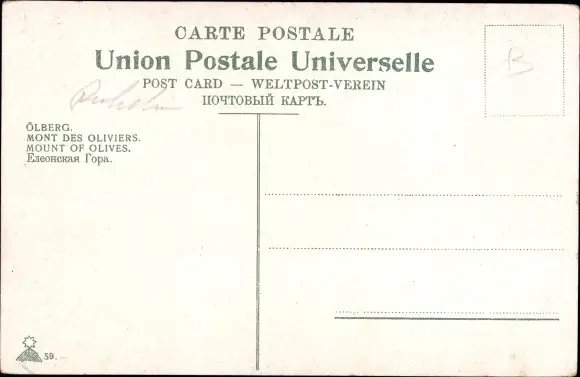 CARTE POSTALE
Union Postale Universelle
POST CARD — WELTPOST-VEREIN
ПОЧТОВЫЙ КАРТЪ.
ÖLBERG.
MONT DES OLIVIERS.
MOUNT OF OLIVES.
Елеонская Гора.
B
59.